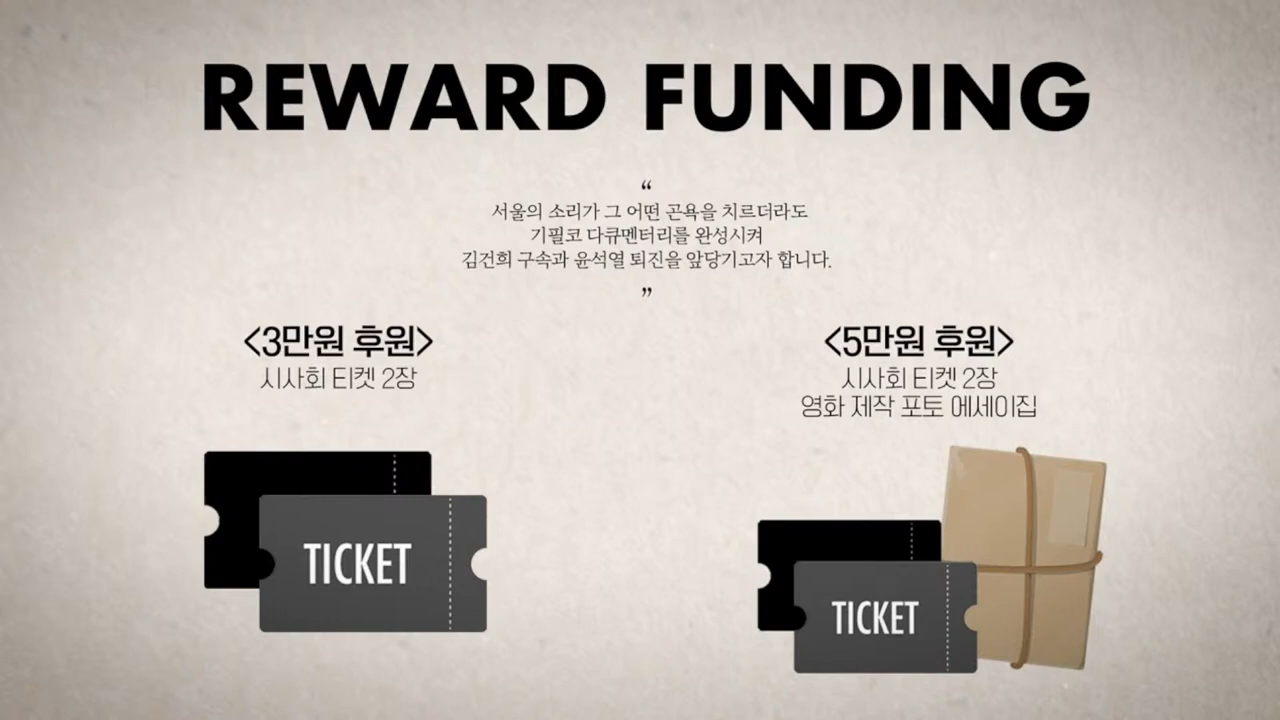 REWARD FUNDING
“
서울의 소리가 그 어떤 곤욕을 치르더라도
기필코 다큐멘터리를 완성시켜
김건희 구속과 윤석열 퇴진을 앞당기고자 합니다.
”
<3만원 후원>
시사회 티켓 2장
<5만원 후원>
시사회 티켓 2장
영화 제작 포토 에세이집
TICKET
TICKET